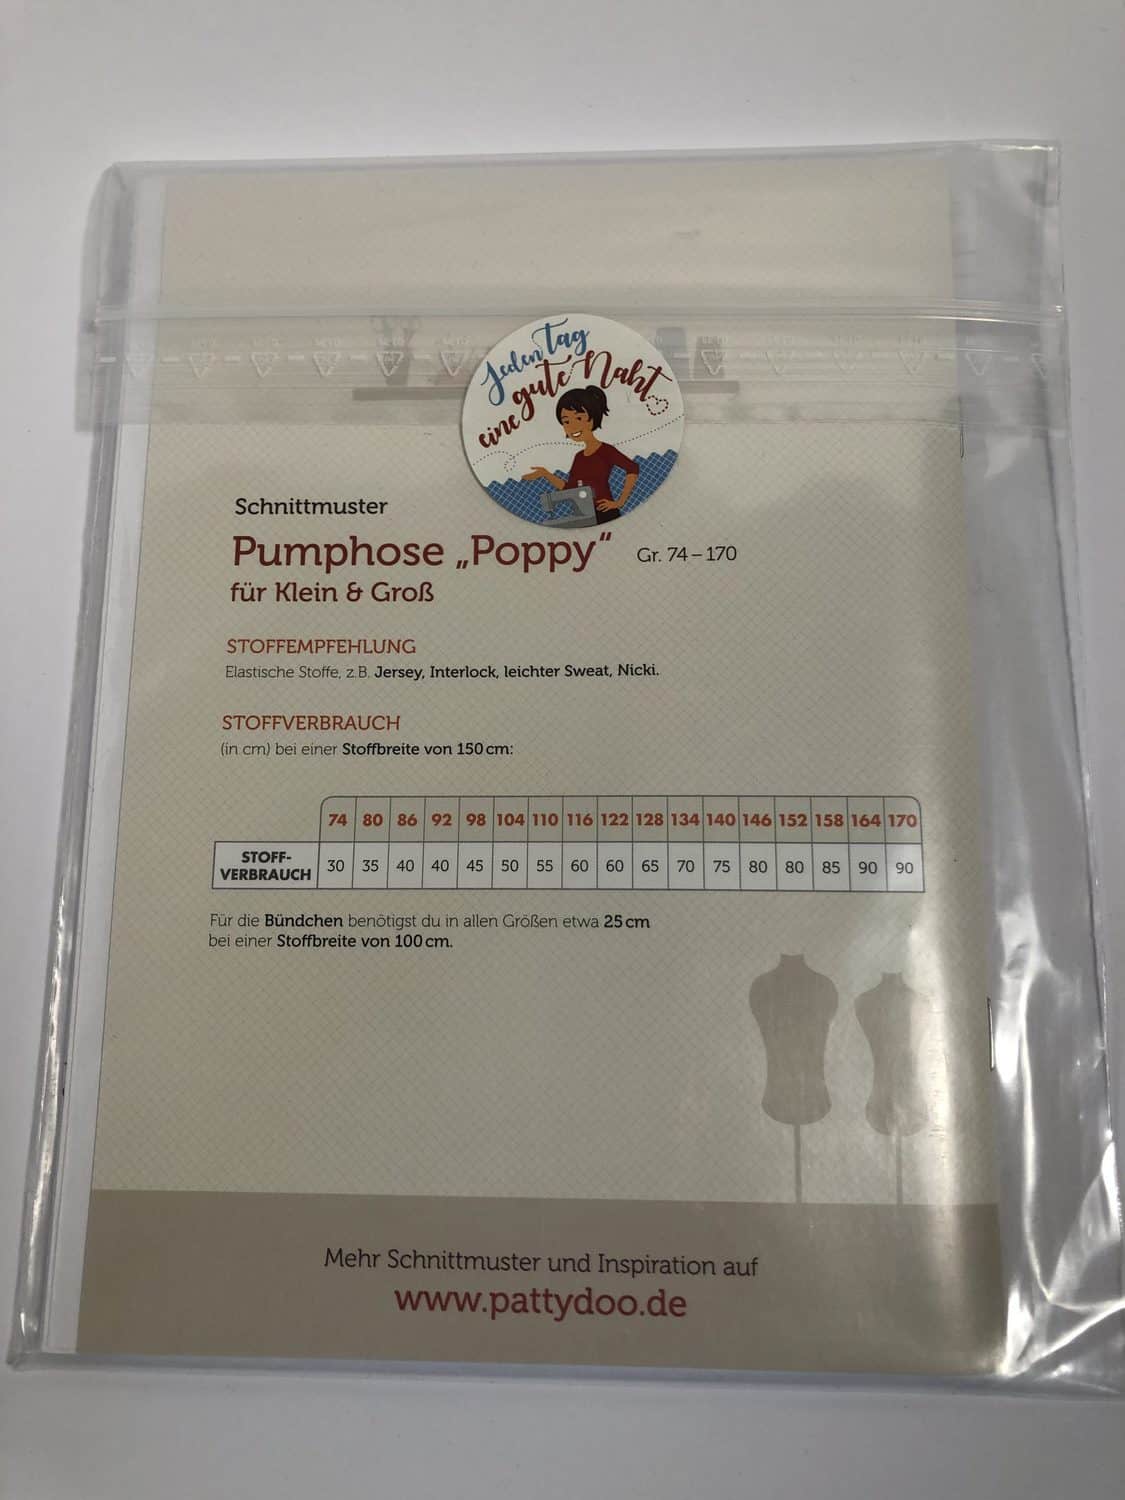 Jeden Tag
eine gute Naht
Schnittmuster
Pumphose „Poppy“ Gr. 74 – 170
für Klein & Groß
STOFFEMPFEHLUNG
Elastische Stoffe, z.B. Jersey, Interlock, leichter Sweat, Nicki.
STOFFVERBRAUCH
(in cm) bei einer Stoffbreite von 150 cm:
74 80 86 92 98 104 110 116 122 128 134 140 146 152 158 164 170
STOFF-
VERBRAUCH 30 35 40 40 45 50 55 60 60 65 70 75 80 80 85 90 90
Für die Bündchen benötigst du in allen Größen etwa 25 cm
bei einer Stoffbreite von 100 cm.
Mehr Schnittmuster und Inspiration auf
www.pattydoo.de